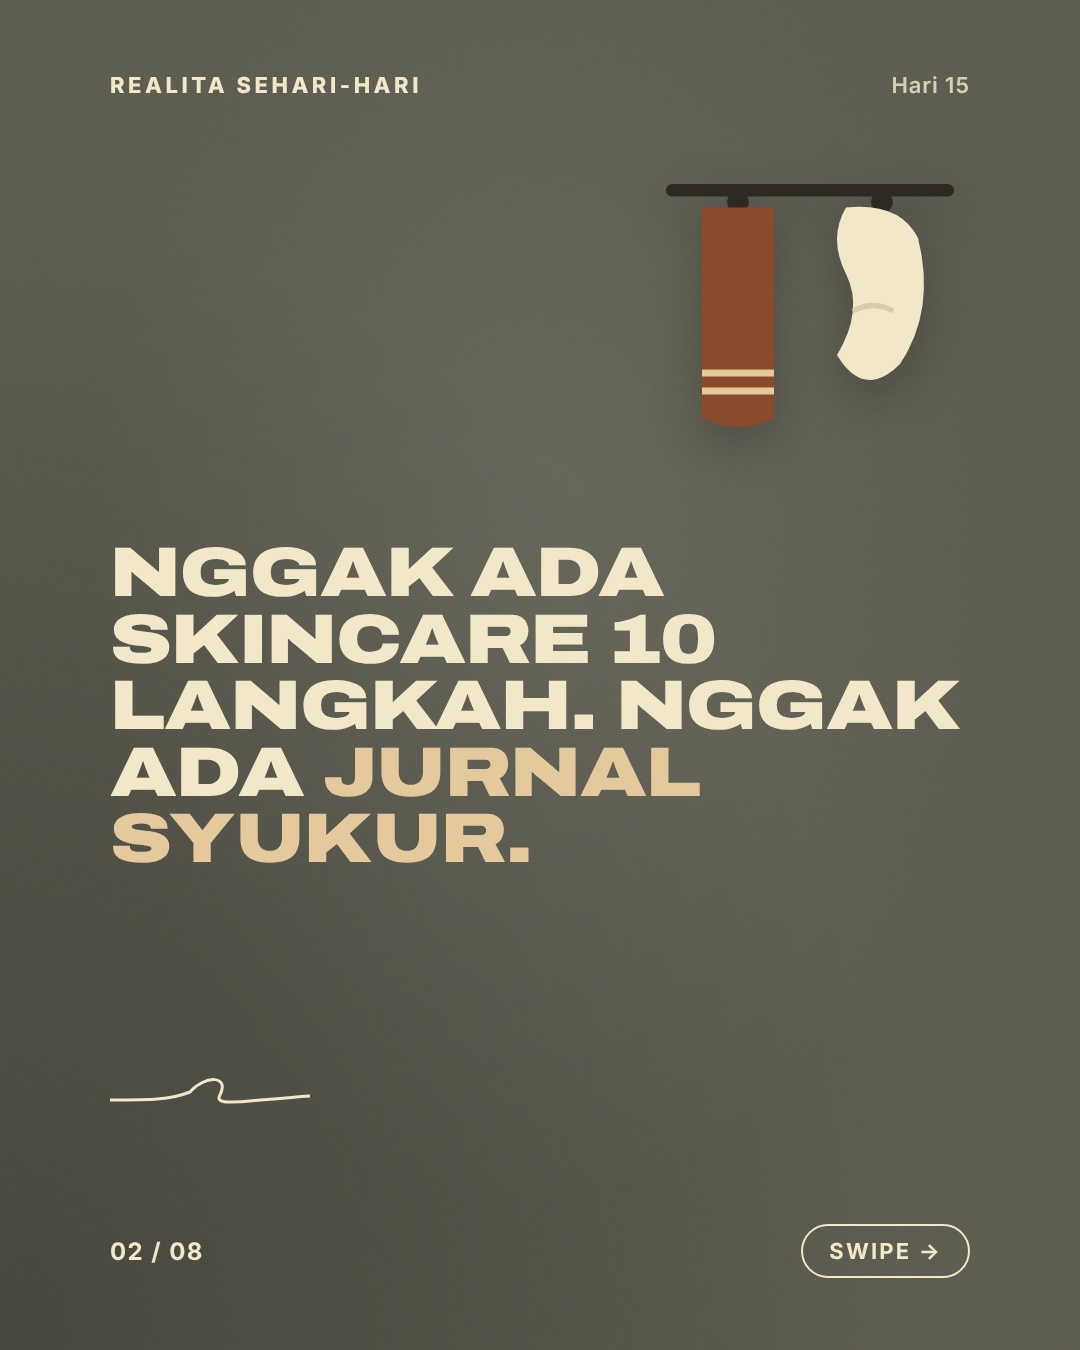 REALITA SEHARI-HARI
Hari 15
NGGAK ADA
SKINCARE 10
LANGKAH. NGGAK
ADA JURNAL
SYUKUR.
02 / 08
SWIPE →